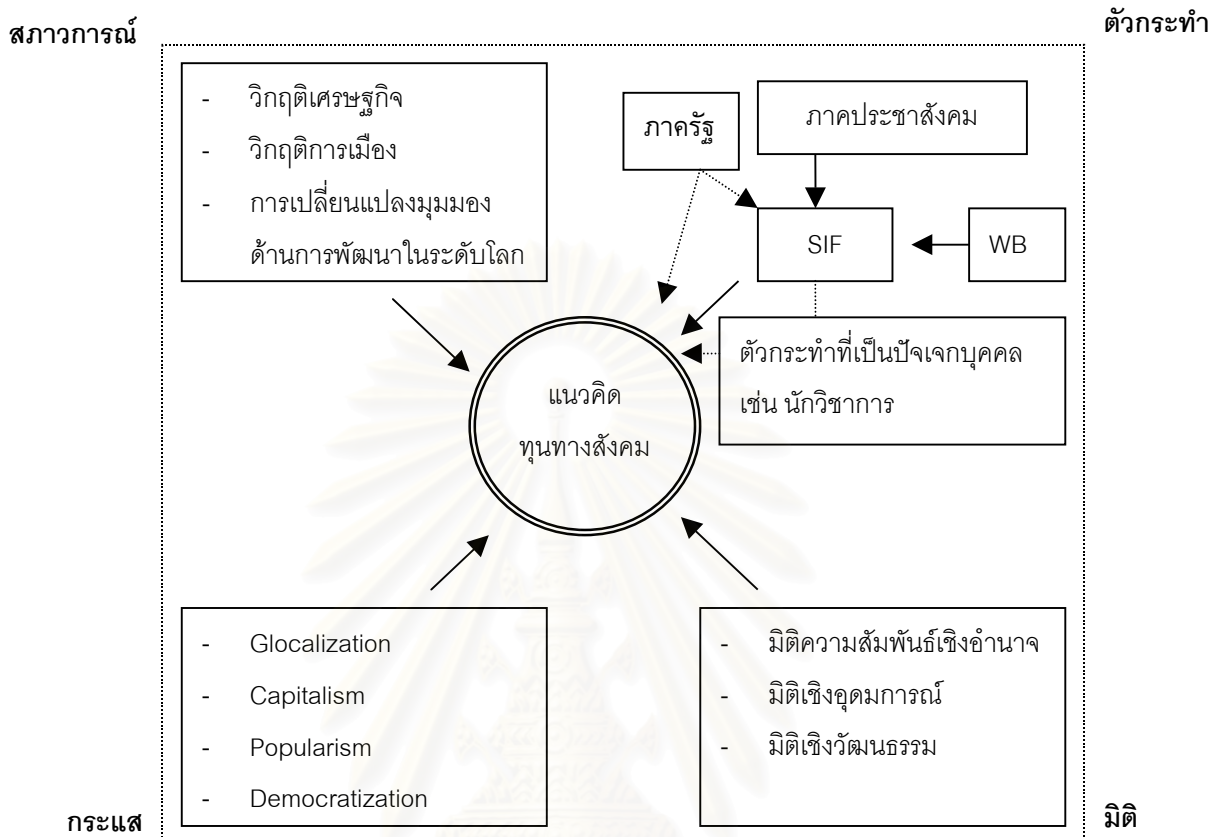 สภาวการณ์
ตัวกระทำ
- วิกฤติเศรษฐกิจ
- วิกฤติการเมือง
- การเปลี่ยนแปลงมุมมอง
ด้านการพัฒนาในระดับโลก
ภาครัฐ
ภาคประชาสังคม
SIF
WB
ตัวกระทำที่เป็นปัจเจกบุคคล
เช่น นักวิชาการ
แนวคิด
ทุนทางสังคม
- Glocalization
- Capitalism
- Popularism
- Democratization
- มิติความสัมพันธ์เชิงอำนาจ
- มิติเชิงอุดมการณ์
- มิติเชิงวัฒนธรรม
กระแส
มิติ